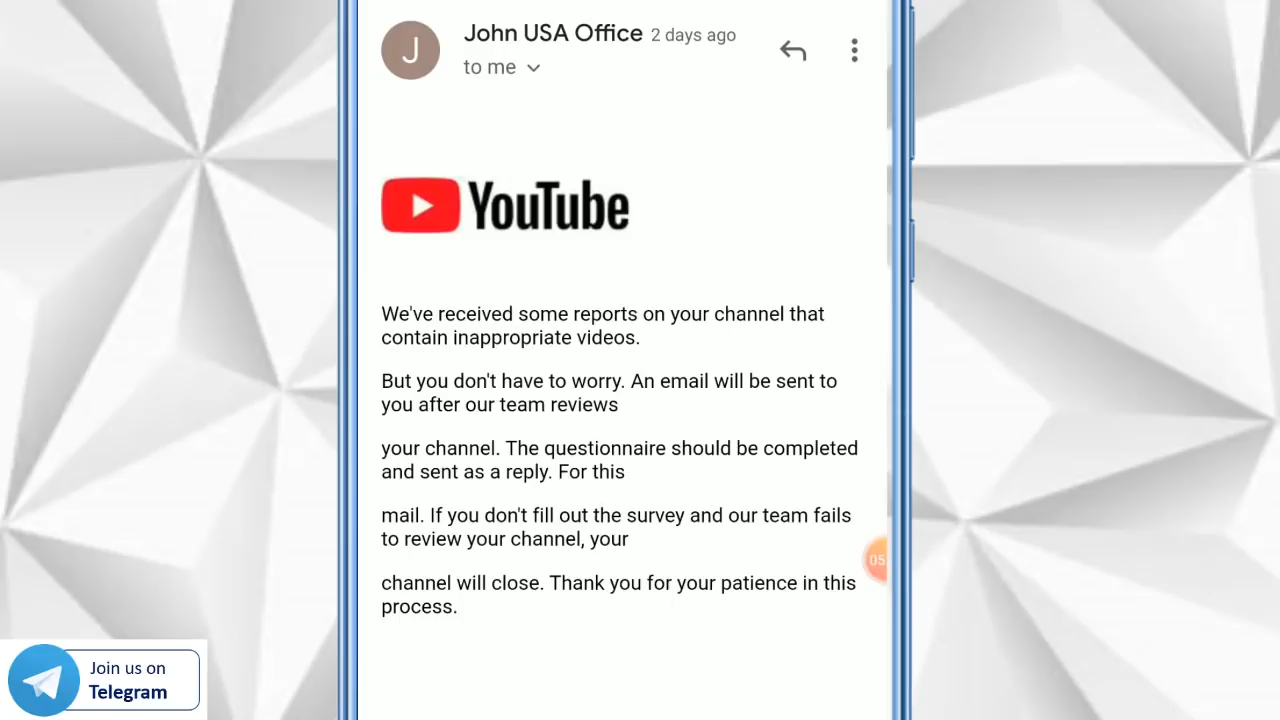 John USA Office 2 days ago
J
to me
YouTube
We've received some reports on your channel that
contain inappropriate videos.
But you don't have to worry. An email will be sent to
you after our team reviews
your channel. The questionnaire should be completed
and sent as a reply. For this
mail. If you don't fill out the survey and our team fails
to review your channel, your
05
channel will close. Thank you for your patience in this
process.
Join us on
Telegram